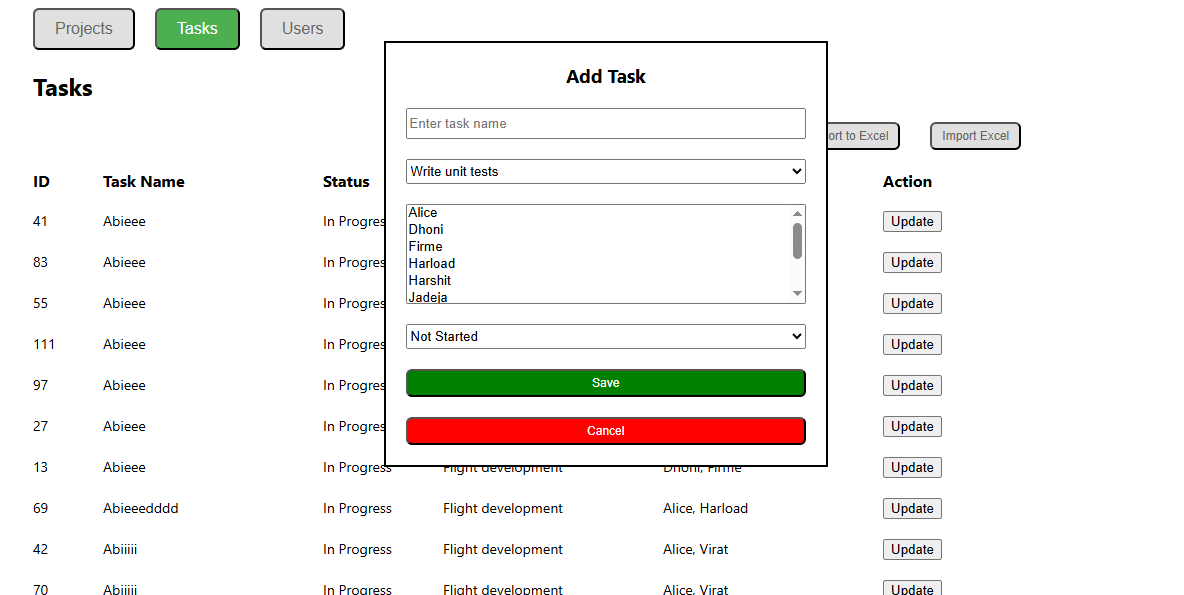 Projects Tasks Users
Add Task
Tasks
Enter task name
ort to Excel Import Excel
Write unit tests
ID Task Name Status Action
Alice
41 Abieee In Progres Update
Dhoni
Firme
83 Abieee In Progres Update
Harload
Harshit
Jadeja
55 Abieee In Progres Update
Not Started
111 Abieee In Progres Update
Save
97 Abieee In Progres Update
Cancel
27 Abieee In Progres Update
13 Abieee In Progress Flight development Dhoni, Firme Update
69 Abieeedddd In Progress Flight development Alice, Harload Update
42 Abiiiii In Progress Flight development Alice, Virat Update
70 Abiiiii In Progress Flight development Alice, Virat Update